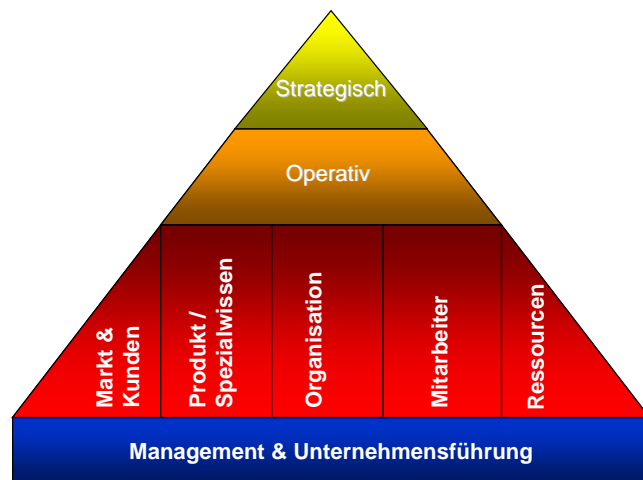 Strategisch
Operativ
Markt &
Kunden
Produkt /
Spezialwissen
Organisation
Mitarbeiter
Ressourcen
Management & Unternehmensführung